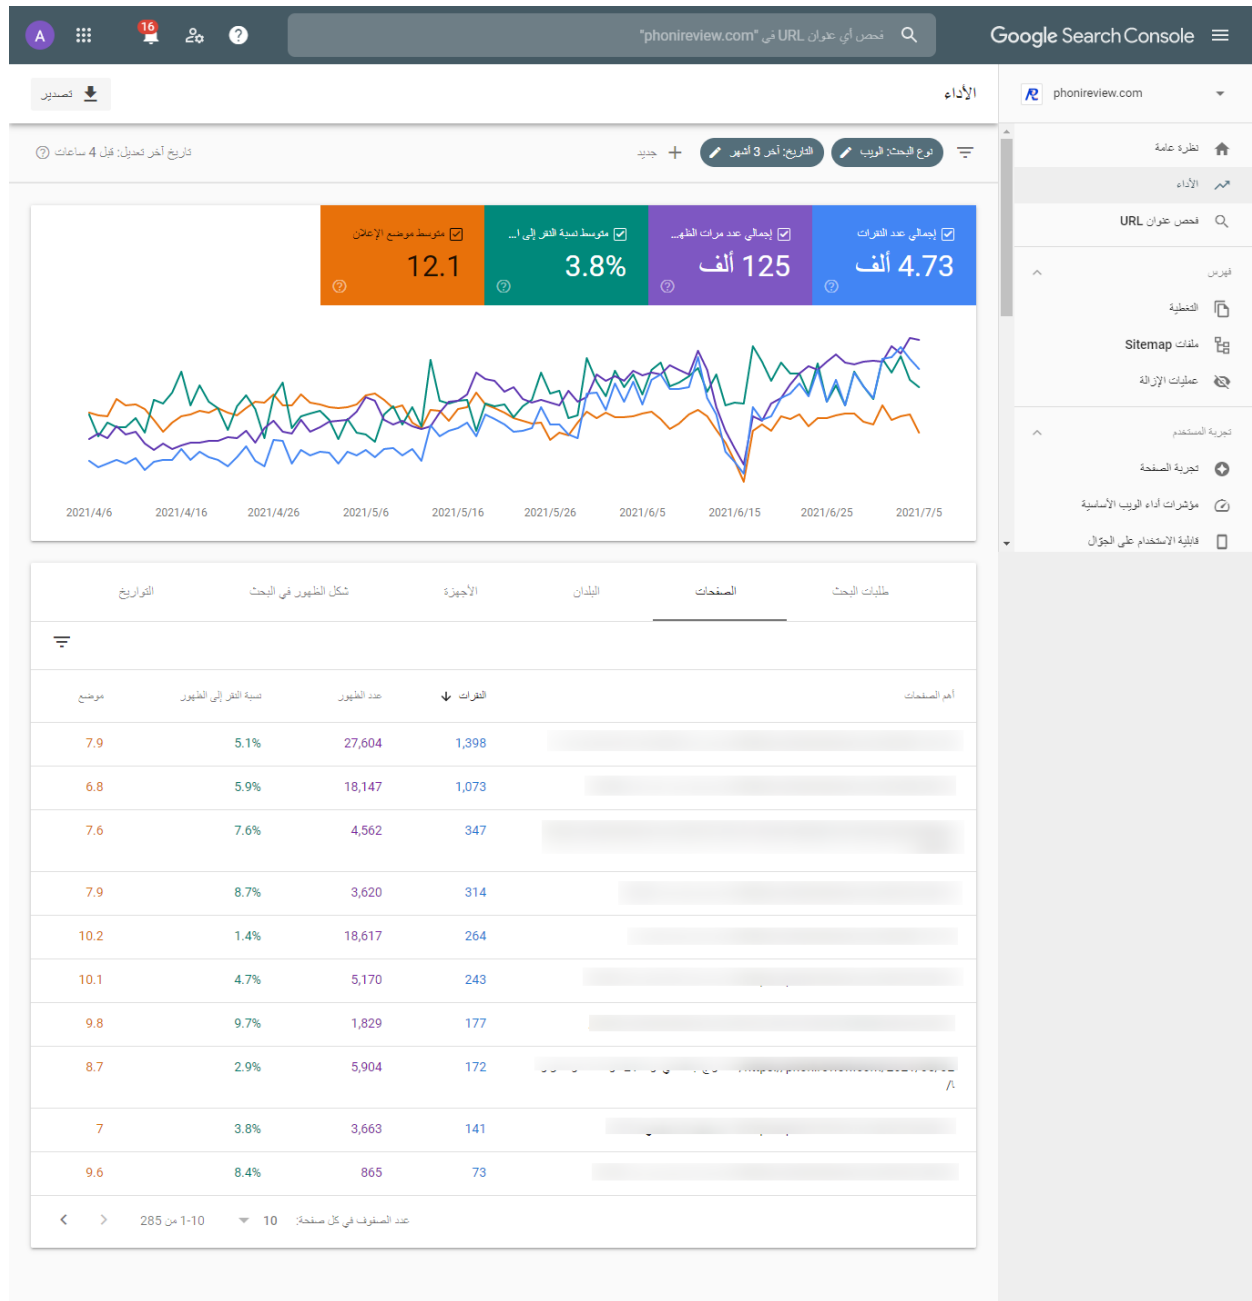 Google Search Console
فحص أي عنوان URL في "phonireview.com"
16
A
phonireview.com
الأداء
تصدير
نظرة عامة
الأداء
فحص عنوان URL
فهرس
التغطية
ملفات Sitemap
عمليات الإزالة
تجربة المستخدم
تجربة الصفحة
مؤشرات أداء الويب الأساسية
قابلية الاستخدام على الجوّال
نوع البحث: الويب
التاريخ: آخر 3 أشهر
جديد
تاريخ آخر تعديل: قبل 4 ساعات
إجمالي عدد النقرات
4.73 ألف
إجمالي عدد مرات الظهـ...
125 ألف
متوسط نسبة النقر إلى ا...
3.8%
متوسط موضع الإعلان
12.1
2021/4/6 2021/4/16 2021/4/26 2021/5/6 2021/5/16 2021/5/26 2021/6/5 2021/6/15 2021/6/25 2021/7/5
طلبات البحث الصفحات البلدان الأجهزة شكل الظهور في البحث التواريخ
أهم الصفحات النقرات عدد الظهور نسبة النقر إلى الظهور موضع
1,398 27,604 5.1% 7.9
1,073 18,147 5.9% 6.8
347 4,562 7.6% 7.6
314 3,620 8.7% 7.9
264 18,617 1.4% 10.2
243 5,170 4.7% 10.1
177 1,829 9.7% 9.8
172 5,904 2.9% 8.7
141 3,663 3.8% 7
73 865 8.4% 9.6
عدد الصفوف في كل صفحة: 10 1-10 من 285